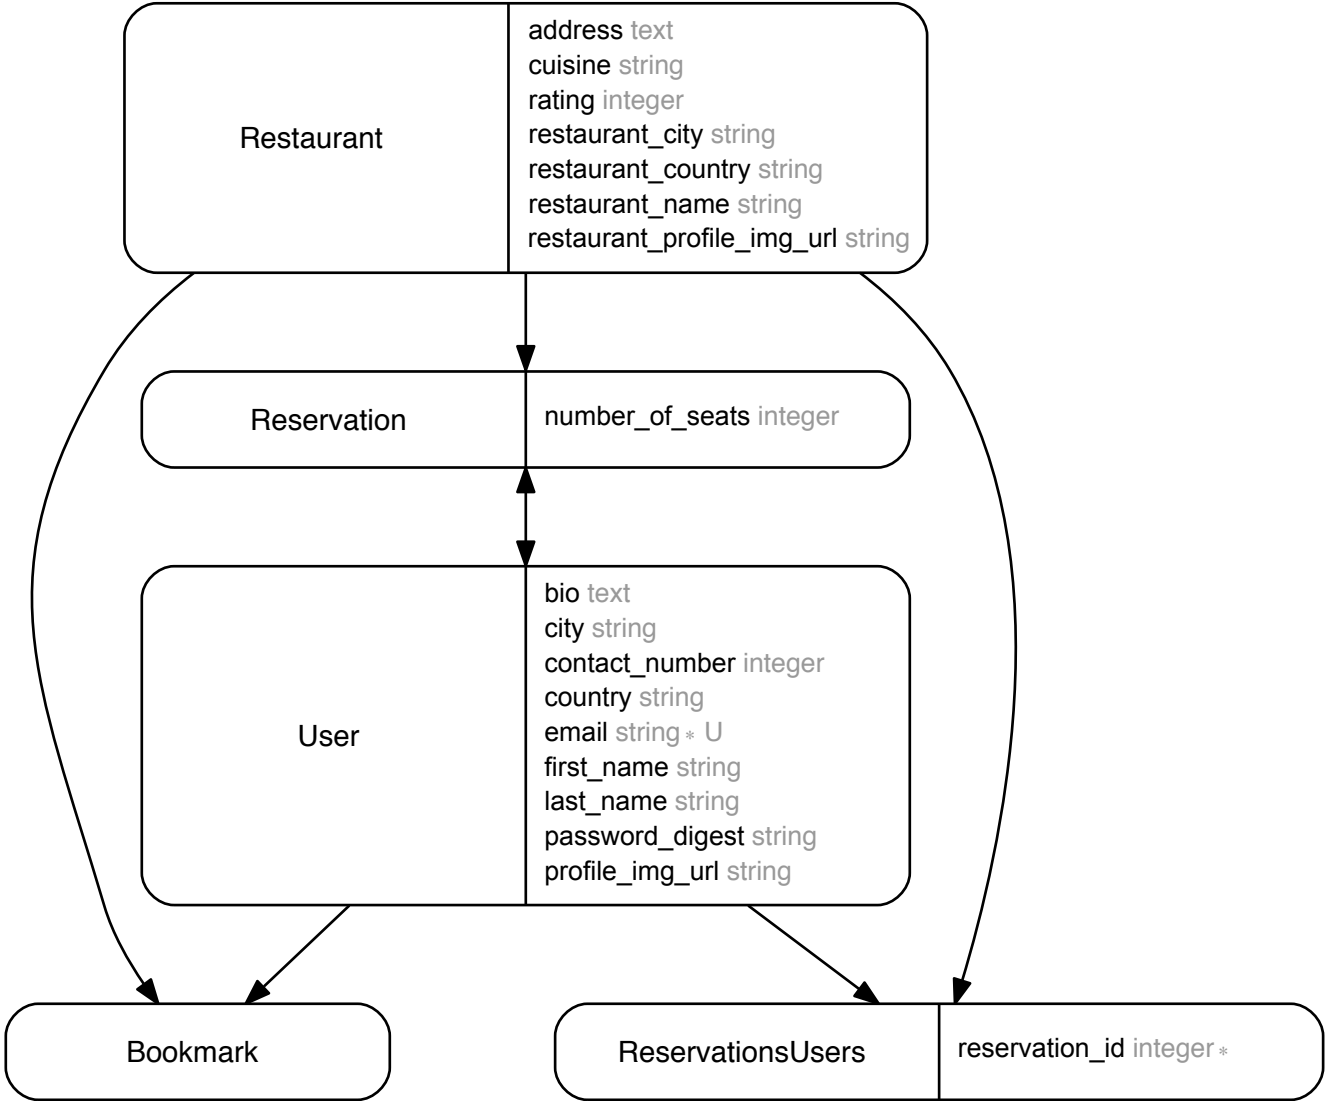 Restaurant
address text
cuisine string
rating integer
restaurant_city string
restaurant_country string
restaurant_name string
restaurant_profile_img_url string
Reservation
number_of_seats integer
User
bio text
city string
contact_number integer
country string
email string * U
first_name string
last_name string
password_digest string
profile_img_url string
Bookmark
ReservationsUsers
reservation_id integer *